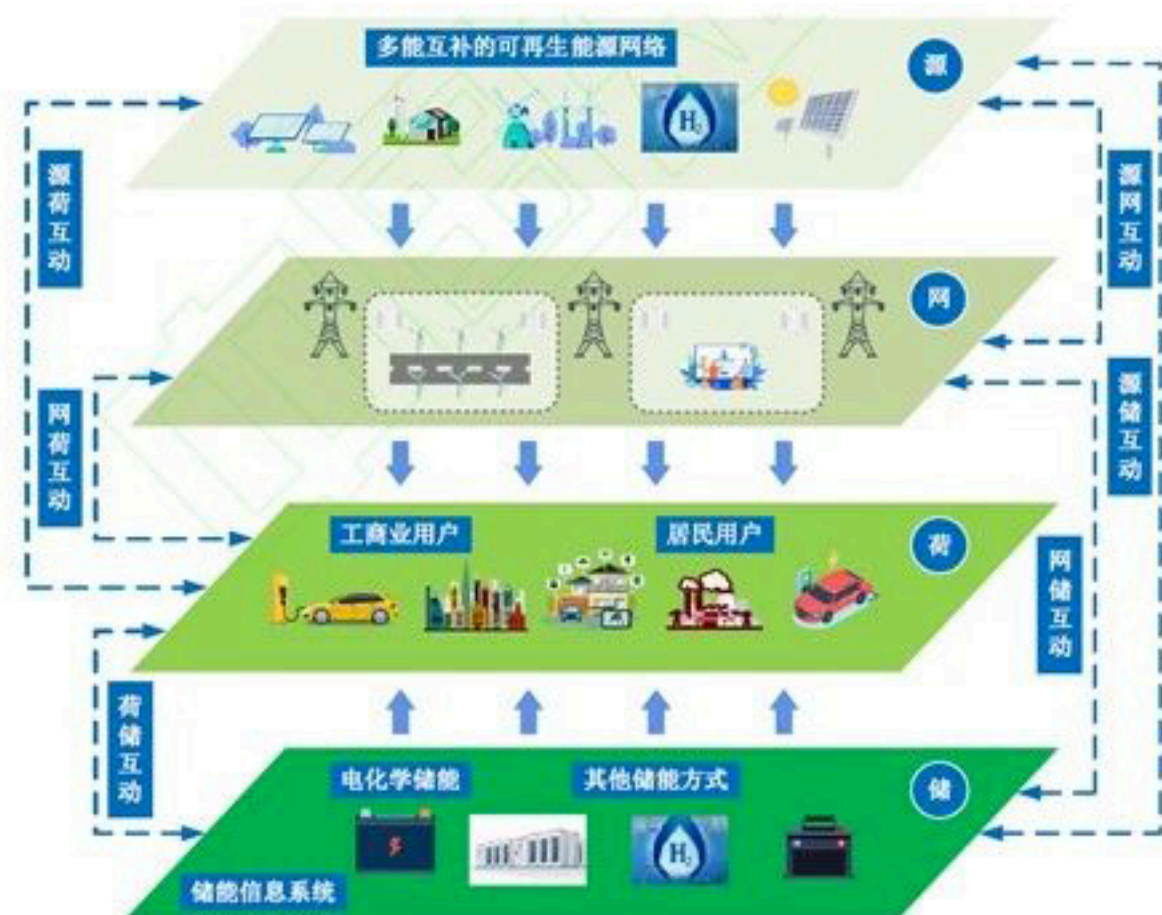 多能互补的可再生能源网络
源
H₂
源荷互动
源网互动
网
网荷互动
源储互动
工商业用户
居民用户
荷
网储互动
荷储互动
电化学储能
其他储能方式
储
H₂
储能信息系统